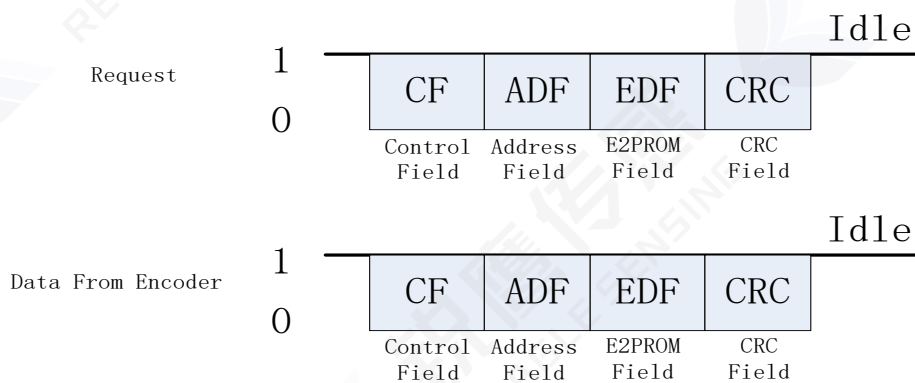 Idle
Request
1
0
CF ADF EDF CRC
Control Address E2PROM CRC
Field Field Field Field
Idle
Data From Encoder
1
0
CF ADF EDF CRC
Control Address E2PROM CRC
Field Field Field Field